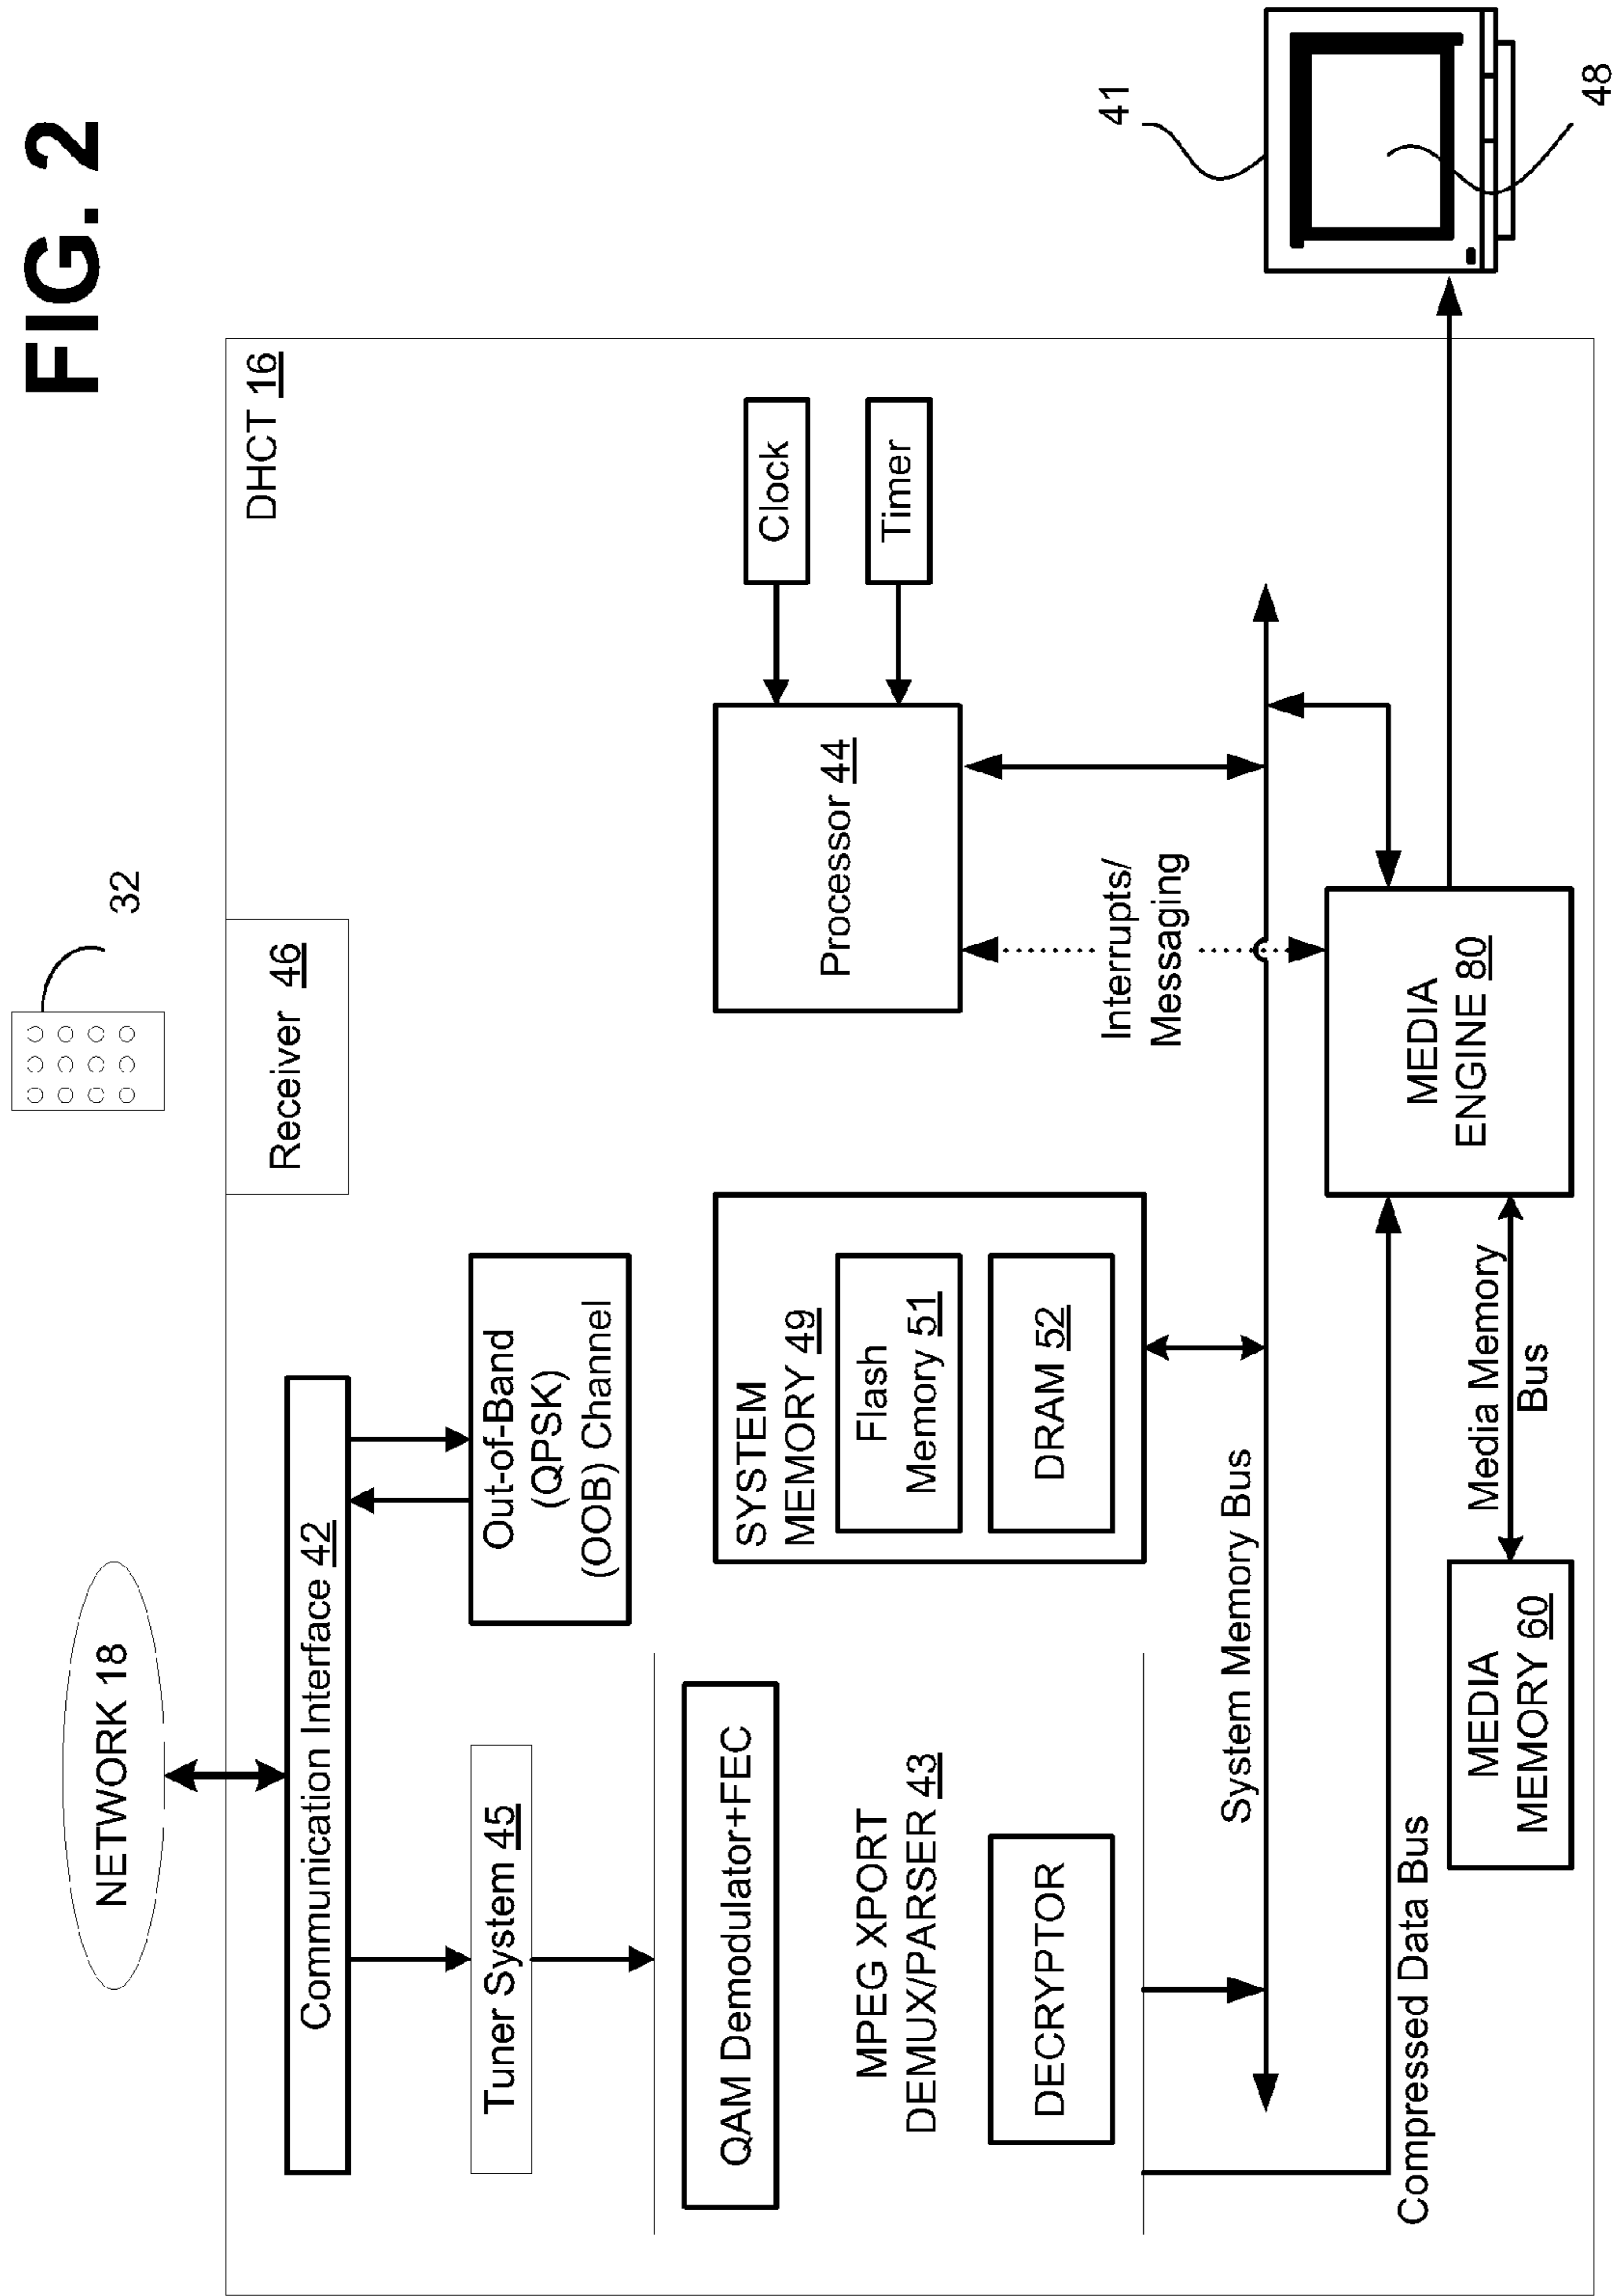 FIG. 2
32
NETWORK 18
DHCT 16
Receiver 46
Communication Interface 42
Tuner System 45
Out-of-Band
(QPSK)
(OOB) Channel
QAM Demodulator+FEC
MPEG XPORT
DEMUX/PARSER 43
DECRYPTOR
SYSTEM
MEMORY 49
Flash
Memory 51
DRAM 52
Processor 44
Clock
Timer
Interrupts/
Messaging
System Memory Bus
Compressed Data Bus
MEDIA
MEMORY 60
Media Memory
Bus
MEDIA
ENGINE 80
41
48